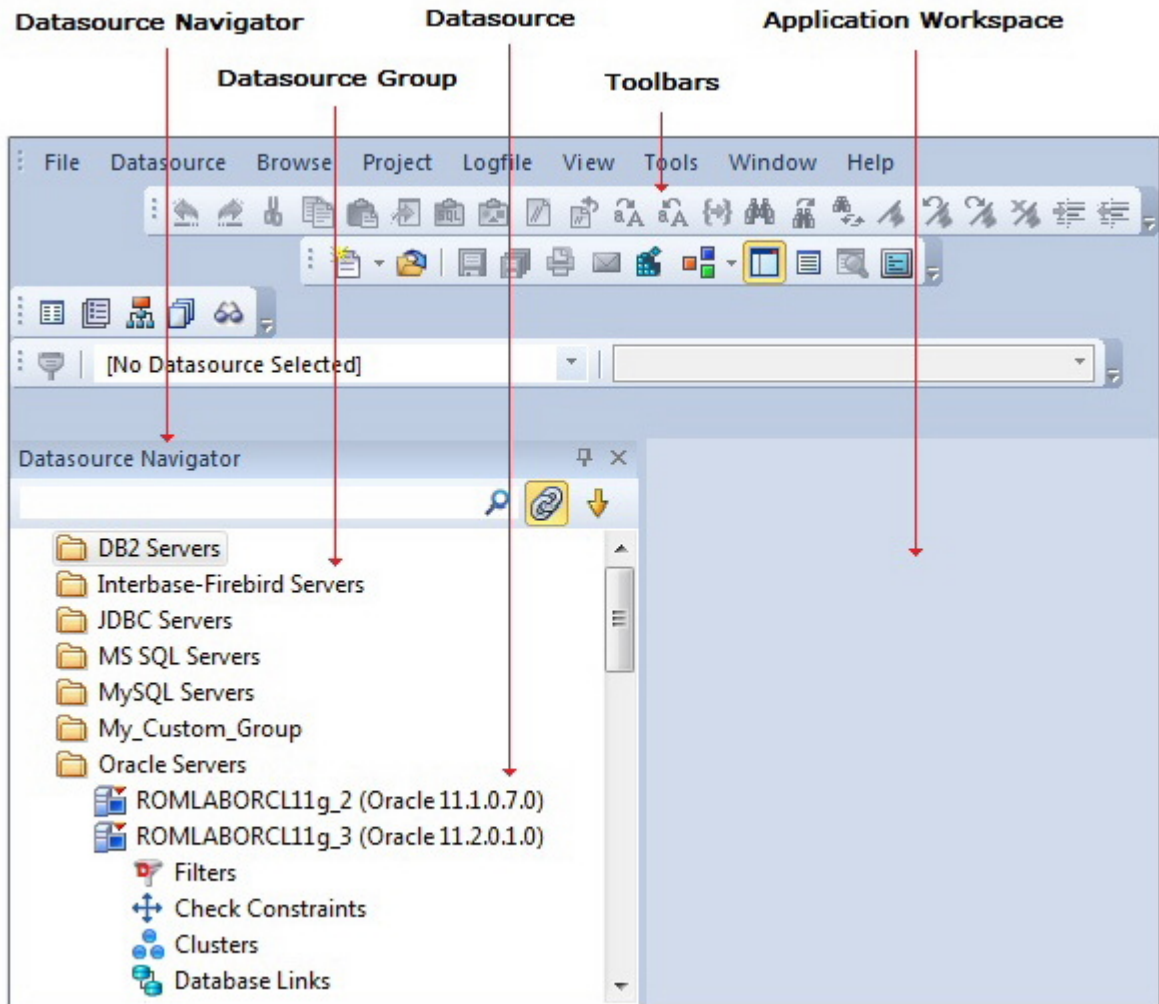 Datasource Navigator Datasource Application Workspace
Datasource Group Toolbars
File Datasource Browse Project Logfile View Tools Window Help
[No Datasource Selected]
Datasource Navigator
DB2 Servers
Interbase-Firebird Servers
JDBC Servers
MS SQL Servers
MySQL Servers
My_Custom_Group
Oracle Servers
ROMLABORCL11g_2 (Oracle 11.1.0.7.0)
ROMLABORCL11g_3 (Oracle 11.2.0.1.0)
Filters
Check Constraints
Clusters
Database Links